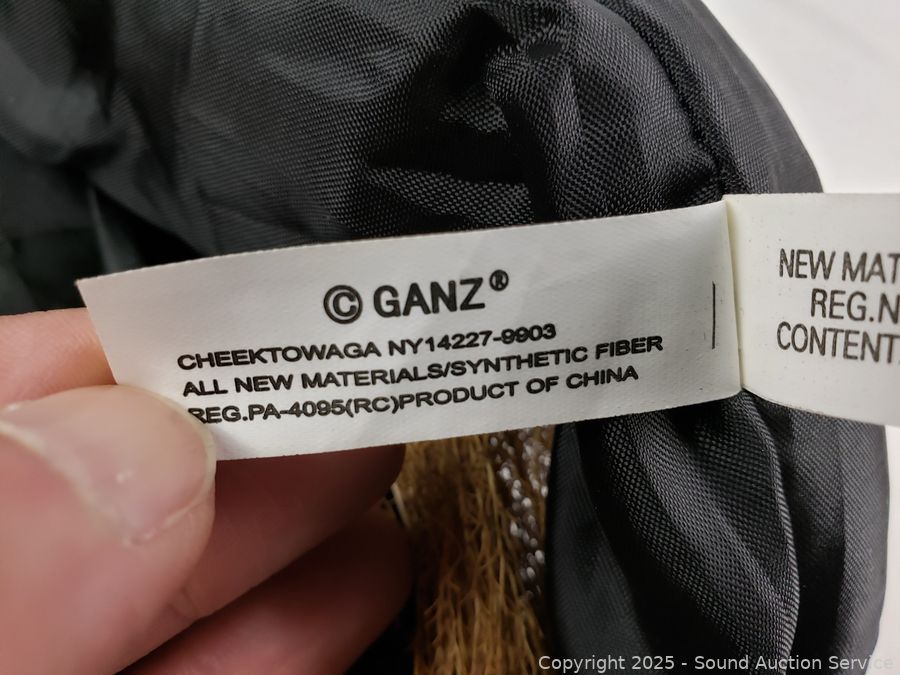 © GANZ®
CHEEKTOWAGA NY14227-9903
ALL NEW MATERIALS/SYNTHETIC FIBER
REG.PA-4095(RC)PRODUCT OF CHINA
NEW MAT
REG.N
CONTENT
Copyright 2025 - Sound Auction Service